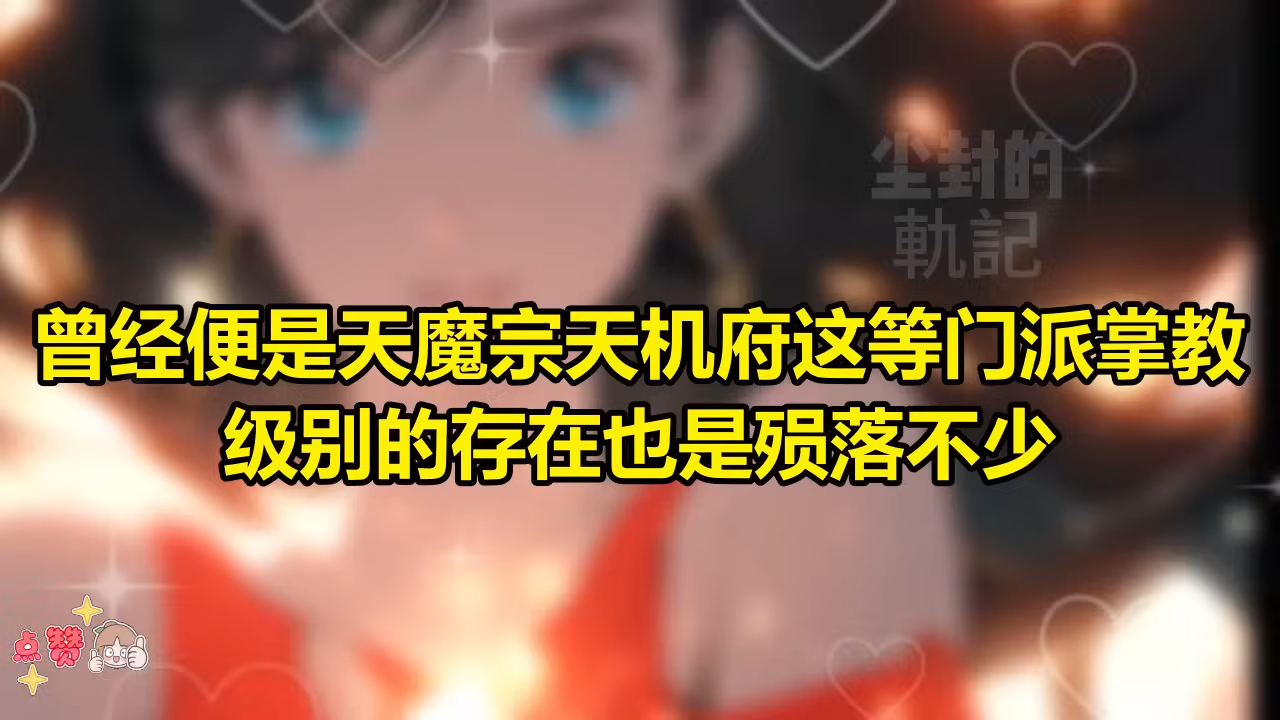 尘封的
軌記
曾经便是天魔宗天机府这等门派掌教
级别的存在也是殒落不少
点赞